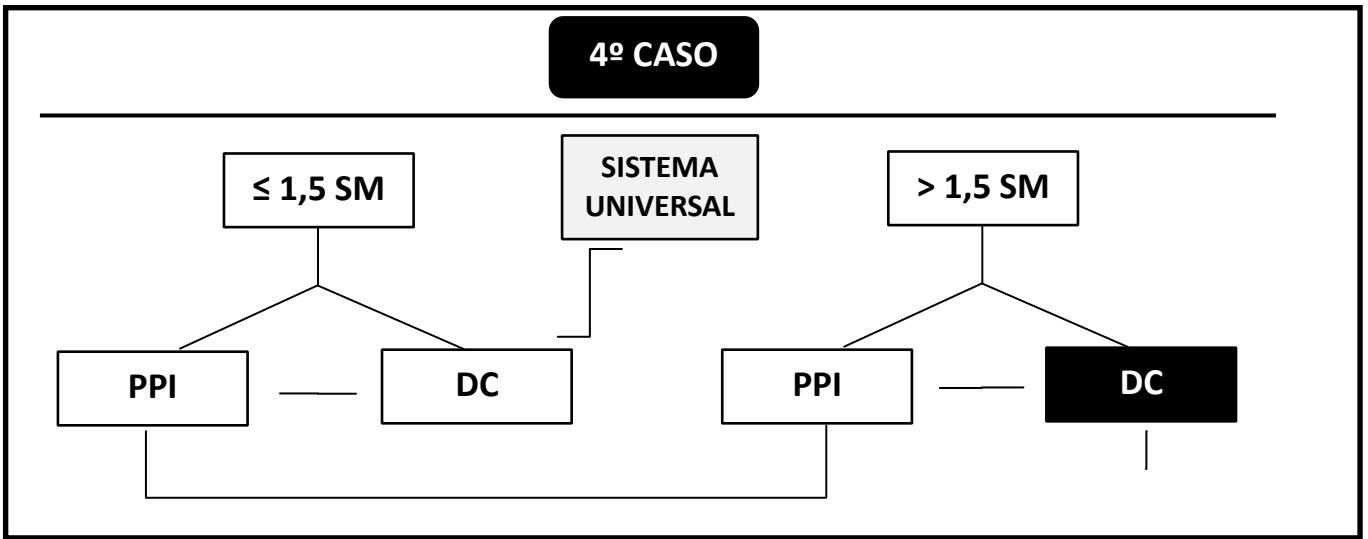 4º CASO
≤ 1,5 SM
SISTEMA
UNIVERSAL
> 1,5 SM
PPI
DC
PPI
DC